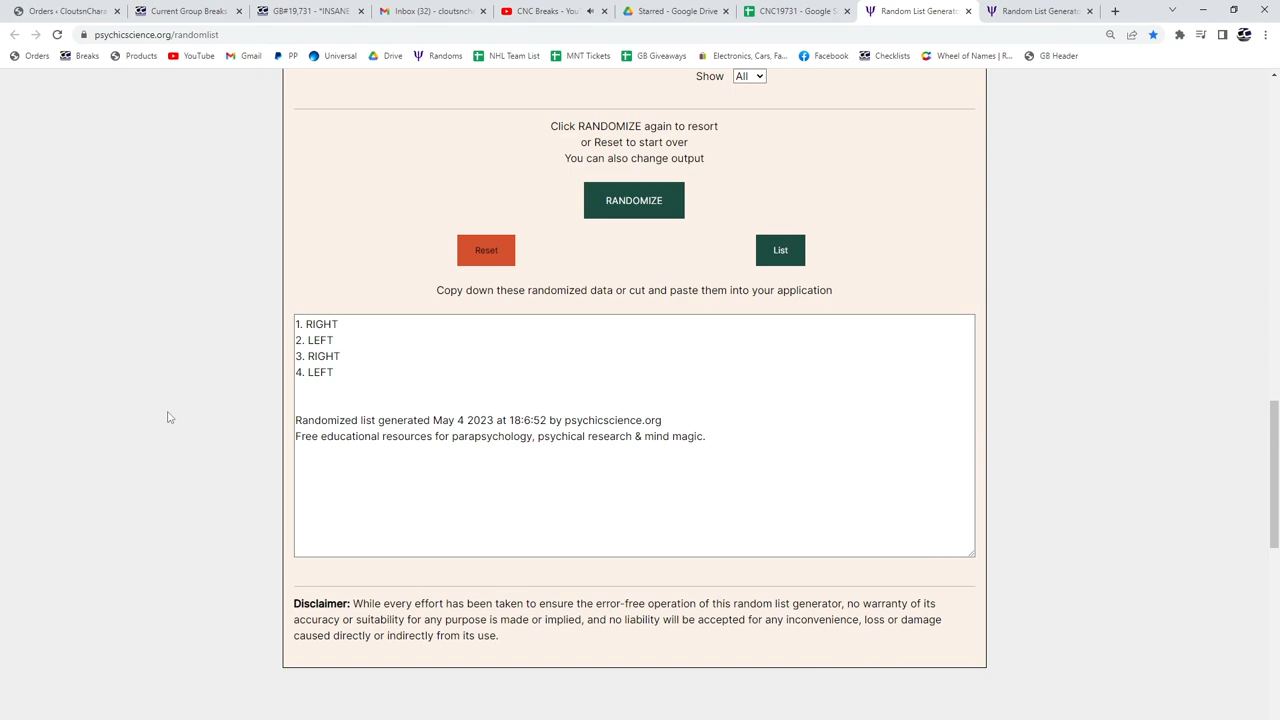 Orders ‹ CloutsnChara
Current Group Breaks
GB#19,731 - *INSANE
Inbox (32) - cloutsnch
CNC Breaks - You
Starred - Google Drive
CNC19731 - Google S
Random List Generato
Random List Generato
psychicscience.org/randomlist
Orders
Breaks
Products
YouTube
Gmail
PP
Universal
Drive
Randoms
NHL Team List
MNT Tickets
GB Giveaways
Electronics, Cars, Fa...
Facebook
Checklists
Wheel of Names | R...
GB Header
Show All
Click RANDOMIZE again to resort
or Reset to start over
You can also change output
RANDOMIZE
Reset
List
Copy down these randomized data or cut and paste them into your application
1. RIGHT
2. LEFT
3. RIGHT
4. LEFT
Randomized list generated May 4 2023 at 18:6:52 by psychicscience.org
Free educational resources for parapsychology, psychical research & mind magic.
Disclaimer: While every effort has been taken to ensure the error-free operation of this random list generator, no warranty of its
accuracy or suitability for any purpose is made or implied, and no liability will be accepted for any inconvenience, loss or damage
caused directly or indirectly from its use.